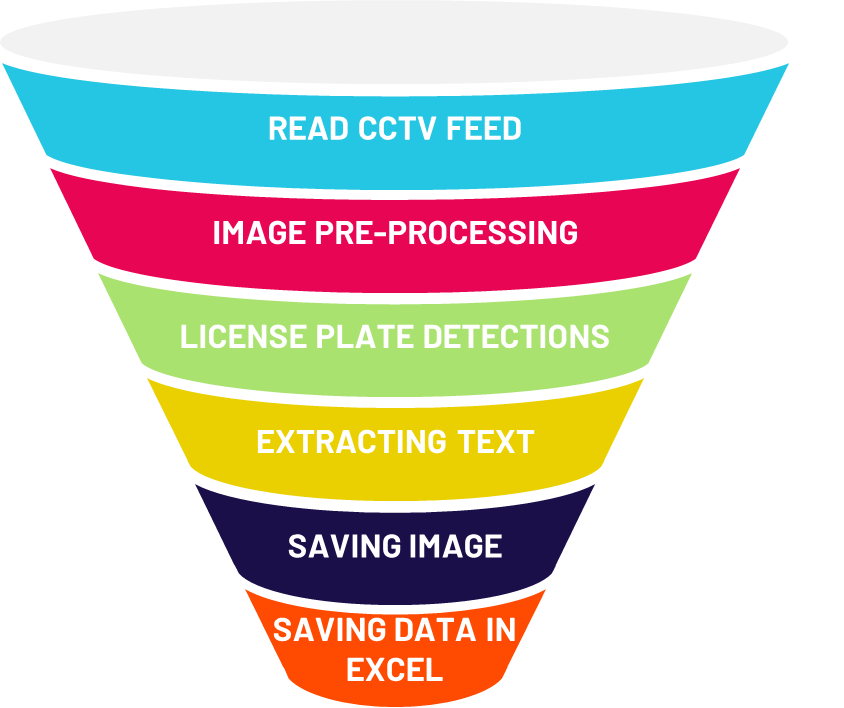 READ CCTV FEED
IMAGE PRE-PROCESSING
LICENSE PLATE DETECTIONS
EXTRACTING TEXT
SAVING IMAGE
SAVING DATA IN
EXCEL